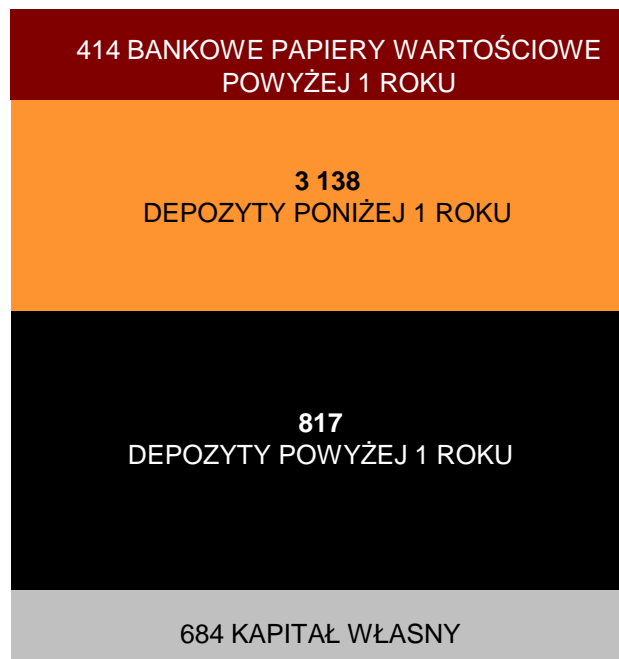 414 BANKOWE PAPIERY WARTOŚCIOWE
POWYŻEJ 1 ROKU
3 138
DEPOZYTY PONIŻEJ 1 ROKU
817
DEPOZYTY POWYŻEJ 1 ROKU
684 KAPITAŁ WŁASNY